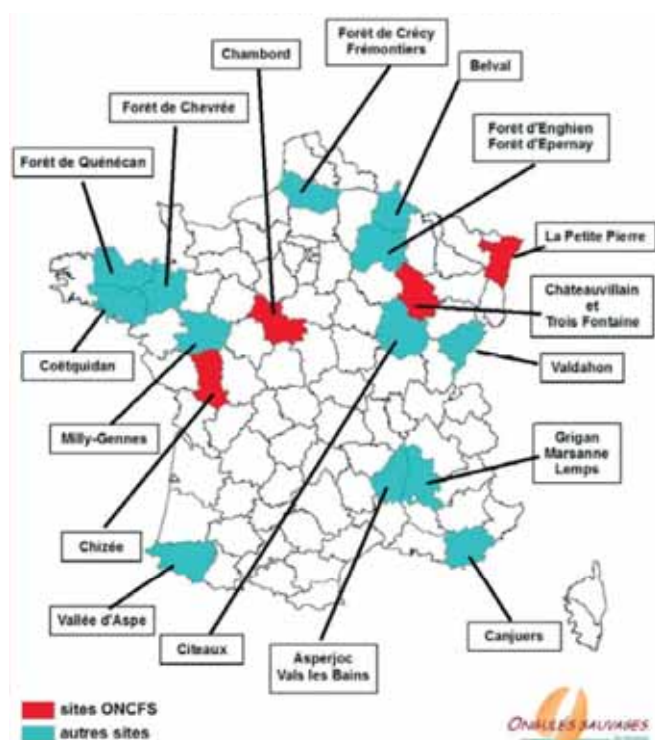 Forêt de Crécy
Frémontiers
Chambord
Belval
Forêt de Chevrée
Forêt d'Enghien
Forêt d'Epernay
Forêt de Quénécan
La Petite Pierre
Châteauvillain
et
Trois Fontaine
Coëtquidan
Valdahon
Milly-Gennes
Grigan
Marsanne
Lemps
Chizée
Vallée d'Aspe
Citeaux
Asperjoc
Vals les Bains
Canjuers
sites ONCFS
autres sites
ONGULES SAUVAGES